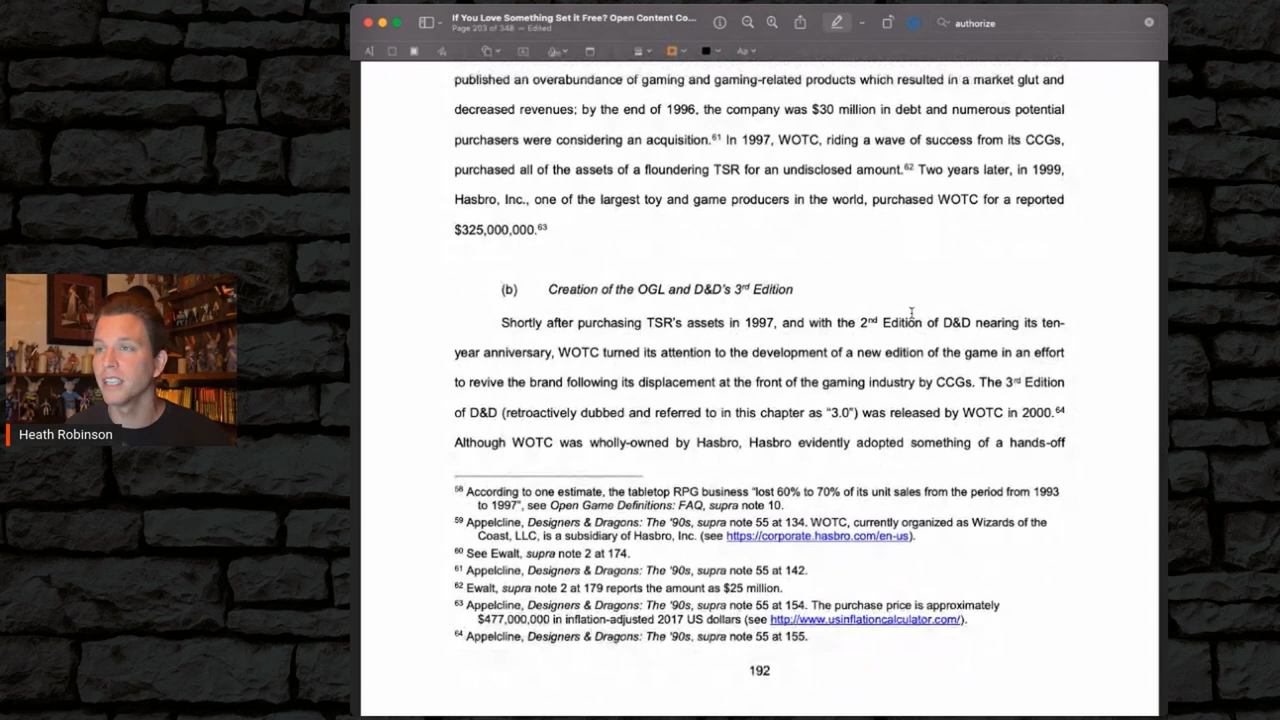 If You Love Something Set it Free? Open Content Co...
Page 203 of 348 — Edited
authorize
published an overabundance of gaming and gaming-related products which resulted in a market glut and
decreased revenues; by the end of 1996, the company was $30 million in debt and numerous potential
purchasers were considering an acquisition.⁶¹ In 1997, WOTC, riding a wave of success from its CCGs,
purchased all of the assets of a floundering TSR for an undisclosed amount.⁶² Two years later, in 1999,
Hasbro, Inc., one of the largest toy and game producers in the world, purchased WOTC for a reported
$325,000,000.⁶³
(b) Creation of the OGL and D&D's 3rd Edition
Shortly after purchasing TSR's assets in 1997, and with the 2nd Edition of D&D nearing its ten-
year anniversary, WOTC turned its attention to the development of a new edition of the game in an effort
to revive the brand following its displacement at the front of the gaming industry by CCGs. The 3rd Edition
of D&D (retroactively dubbed and referred to in this chapter as “3.0”) was released by WOTC in 2000.⁶⁴
Although WOTC was wholly-owned by Hasbro, Hasbro evidently adopted something of a hands-off
⁵⁸ According to one estimate, the tabletop RPG business “lost 60% to 70% of its unit sales from the period from 1993
to 1997”, see Open Game Definitions: FAQ, supra note 10.
⁵⁹ Appelcline, Designers & Dragons: The '90s, supra note 55 at 134. WOTC, currently organized as Wizards of the
Coast, LLC, is a subsidiary of Hasbro, Inc. (see https://corporate.hasbro.com/en-us).
⁶⁰ See Ewalt, supra note 2 at 174.
⁶¹ Appelcline, Designers & Dragons: The '90s, supra note 55 at 142.
⁶² Ewalt, supra note 2 at 179 reports the amount as $25 million.
⁶³ Appelcline, Designers & Dragons: The '90s, supra note 55 at 154. The purchase price is approximately
$477,000,000 in inflation-adjusted 2017 US dollars (see http://www.usinflationcalculator.com/).
⁶⁴ Appelcline, Designers & Dragons: The '90s, supra note 55 at 155.
192
Heath Robinson